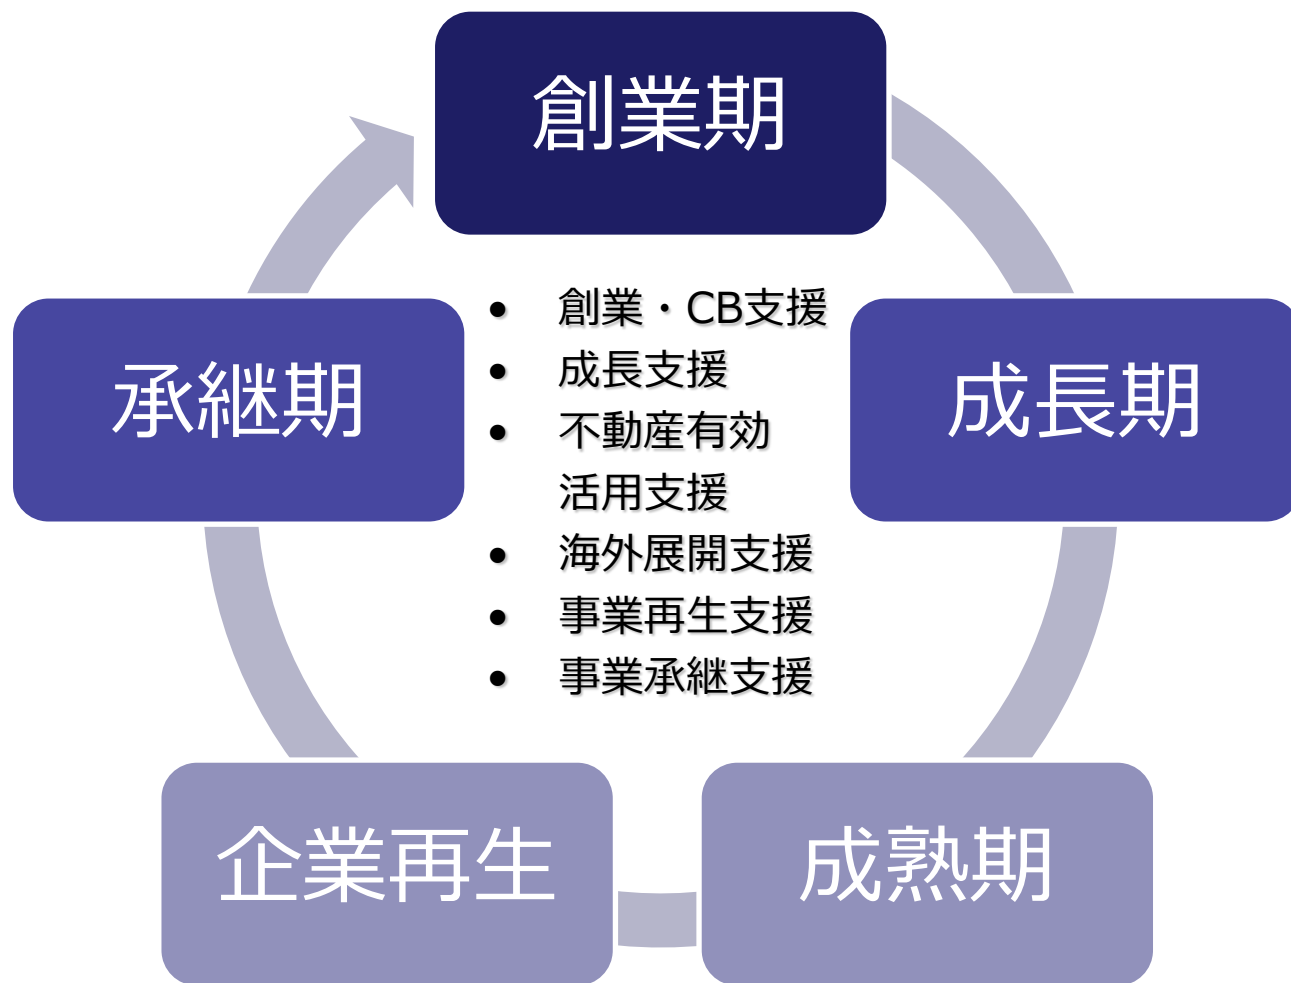 創業期
承継期
成長期
• 創業・CB支援
• 成長支援
• 不動産有効
活用支援
• 海外展開支援
• 事業再生支援
• 事業承継支援
企業再生
成熟期